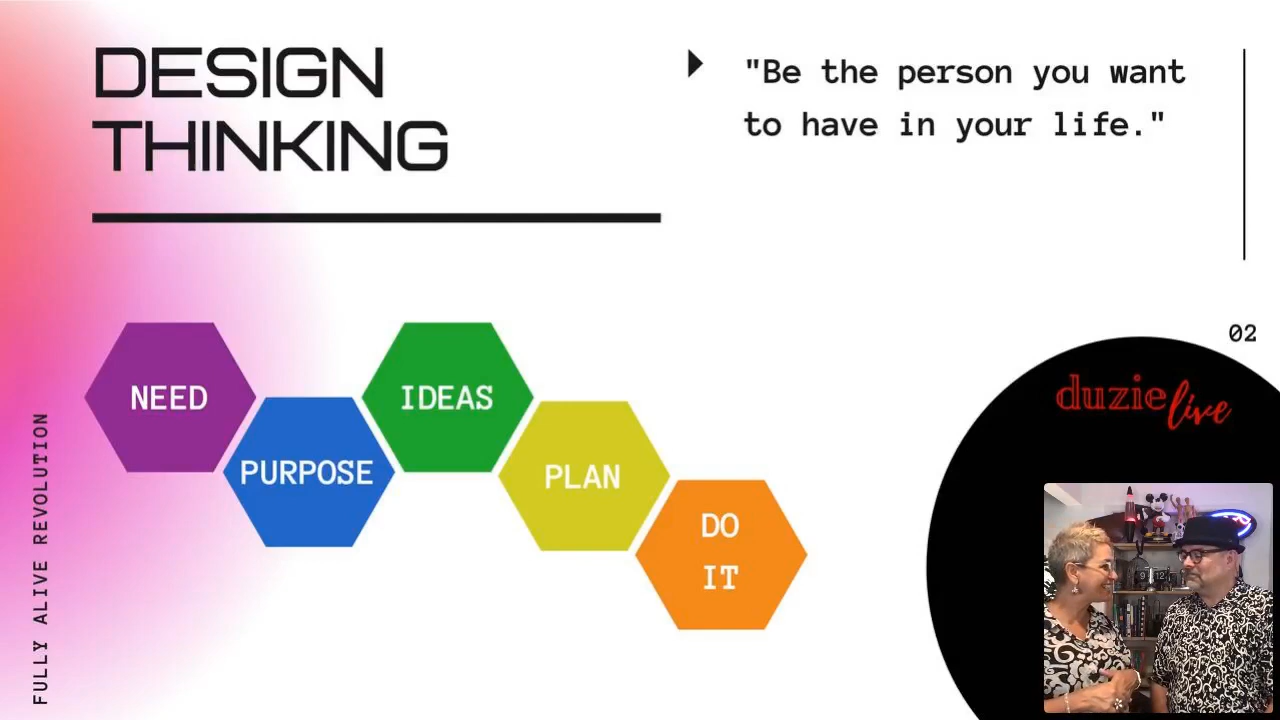 DESIGN
THINKING
"Be the person you want
to have in your life."
02
NEED
PURPOSE
IDEAS
PLAN
DO
IT
FULLY ALIVE REVOLUTION
duzie live